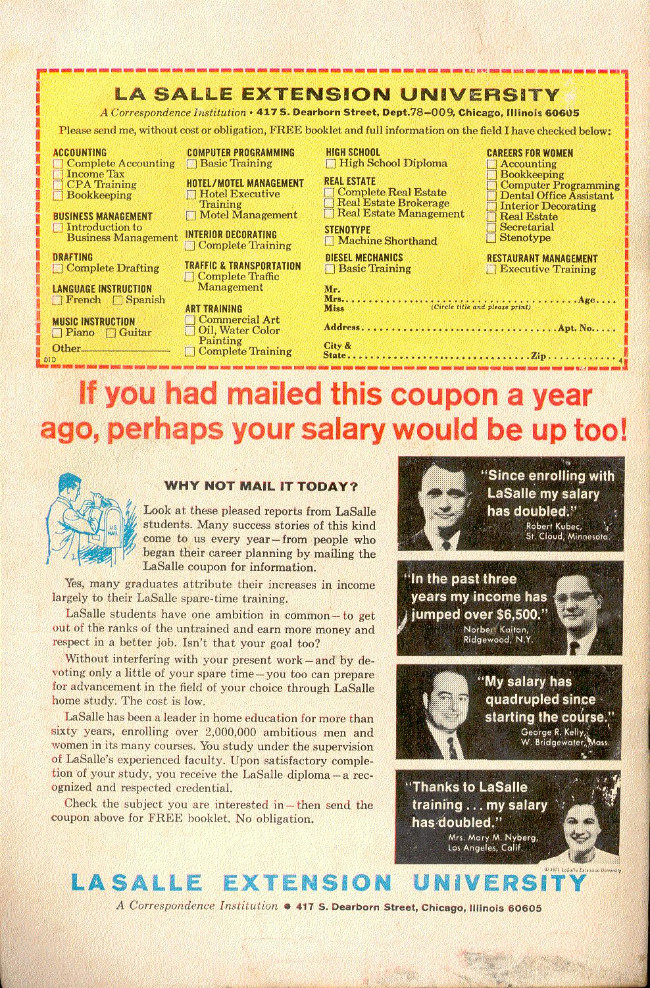 LA SALLE EXTENSION UNIVERSITY
A Correspondence Institution • 417 S. Dearborn Street, Dept. 78-009, Chicago, Illinois 60605
Please send me, without cost or obligation, FREE booklet and full information on the field I have checked below:
ACCOUNTING
Complete Accounting
Income Tax
CPA Training
Bookkeeping
BUSINESS MANAGEMENT
Introduction to
Business Management
DRAFTING
Complete Drafting
LANGUAGE INSTRUCTION
French Spanish
MUSIC INSTRUCTION
Piano Guitar
Other
010
COMPUTER PROGRAMMING
Basic Training
HOTEL/MOTEL MANAGEMENT
Hotel Executive
Training
Motel Management
INTERIOR DECORATING
Complete Training
TRAFFIC & TRANSPORTATION
Complete Traffic
Management
ART TRAINING
Commercial Art
Oil, Water Color
Painting
Complete Training
HIGH SCHOOL
High School Diploma
REAL ESTATE
Complete Real Estate
Real Estate Brokerage
Real Estate Management
STENOTYPE
Machine Shorthand
DIESEL MECHANICS
Basic Training
CAREERS FOR WOMEN
Accounting
Bookkeeping
Computer Programming
Dental Office Assistant
Interior Decorating
Real Estate
Secretarial
Stenotype
RESTAURANT MANAGEMENT
Executive Training
Mr.
Mrs. Age
Miss (Circle title and please print)
Address Apt. No.
City &
State Zip
4
If you had mailed this coupon a year
ago, perhaps your salary would be up too!
WHY NOT MAIL IT TODAY?
U.S.
MAIL
Look at these pleased reports from LaSalle
students. Many success stories of this kind
come to us every year—from people who
began their career planning by mailing the
LaSalle coupon for information.
Yes, many graduates attribute their increases in income
largely to their LaSalle spare-time training.
LaSalle students have one ambition in common—to get
out of the ranks of the untrained and earn more money and
respect in a better job. Isn't that your goal too?
Without interfering with your present work—and by de-
voting only a little of your spare time—you too can prepare
for advancement in the field of your choice through LaSalle
home study. The cost is low.
LaSalle has been a leader in home education for more than
sixty years, enrolling over 2,000,000 ambitious men and
women in its many courses. You study under the supervision
of LaSalle's experienced faculty. Upon satisfactory comple-
tion of your study, you receive the LaSalle diploma—a rec-
ognized and respected credential.
Check the subject you are interested in—then send the
coupon above for FREE booklet. No obligation.
"Since enrolling with
LaSalle my salary
has doubled."
Robert Kubec,
St. Cloud, Minnesota
"In the past three
years my income has
jumped over $6,500."
Norbert Kaiton,
Ridgewood, N.Y.
"My salary has
quadrupled since
starting the course."
George R. Kelly,
W. Bridgewater, Mass.
"Thanks to LaSalle
training ... my salary
has doubled."
Mrs. Mary M. Nyberg,
Los Angeles, Calif.
© 1971 LaSalle Extension University
LASALLE EXTENSION UNIVERSITY
A Correspondence Institution • 417 S. Dearborn Street, Chicago, Illinois 60605